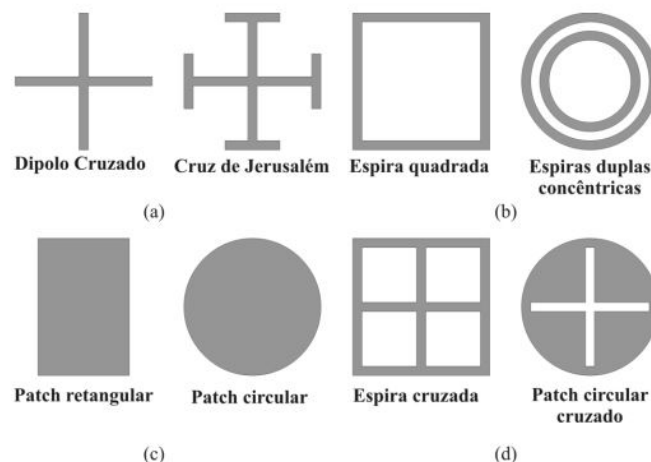 Dipolo Cruzado
Cruz de Jerusalém
Espira quadrada
Espiras duplas
concêntricas
(a)
(b)
Patch retangular
Patch circular
Espira cruzada
Patch circular
cruzado
(c)
(d)